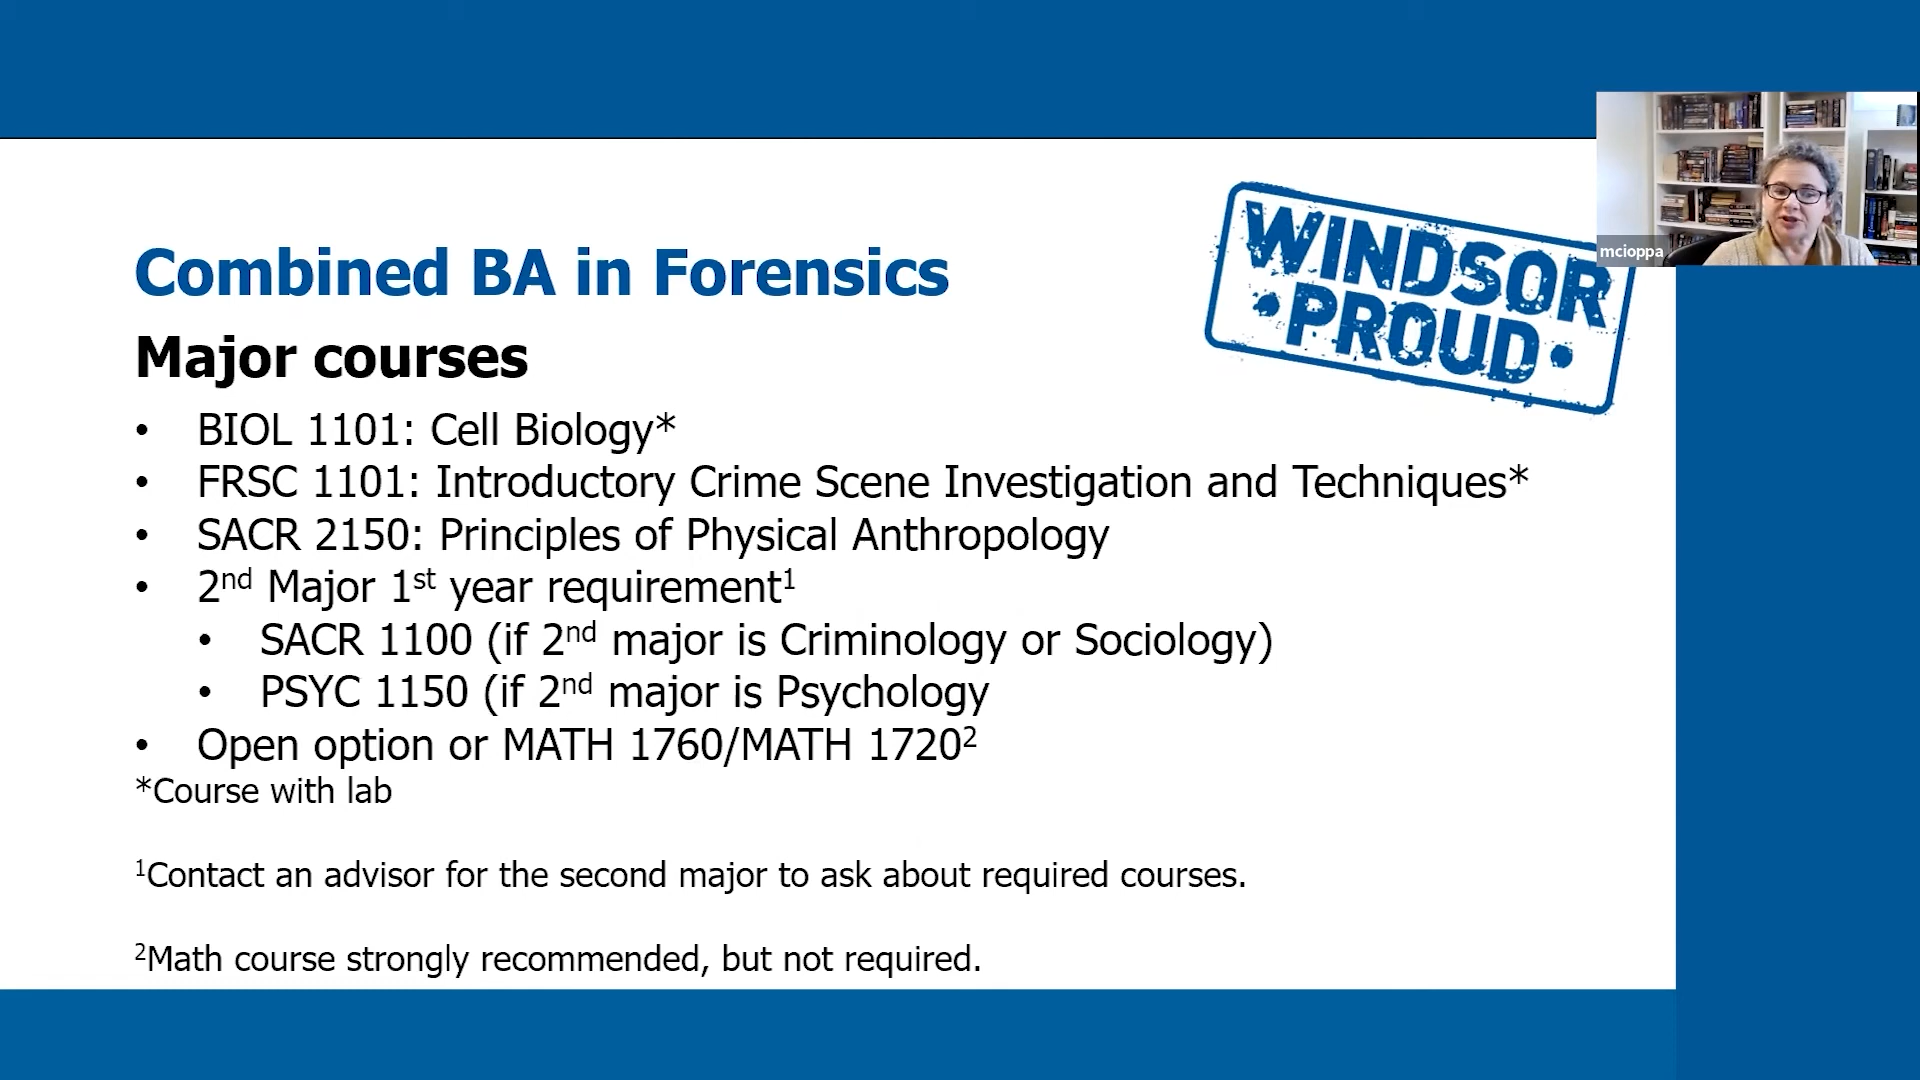 Combined BA in Forensics
WINDSOR
• PROUD •
mcioppa
Major courses
• BIOL 1101: Cell Biology*
• FRSC 1101: Introductory Crime Scene Investigation and Techniques*
• SACR 2150: Principles of Physical Anthropology
• 2nd Major 1st year requirement¹
• SACR 1100 (if 2nd major is Criminology or Sociology)
• PSYC 1150 (if 2nd major is Psychology
• Open option or MATH 1760/MATH 1720²
*Course with lab
¹Contact an advisor for the second major to ask about required courses.
²Math course strongly recommended, but not required.